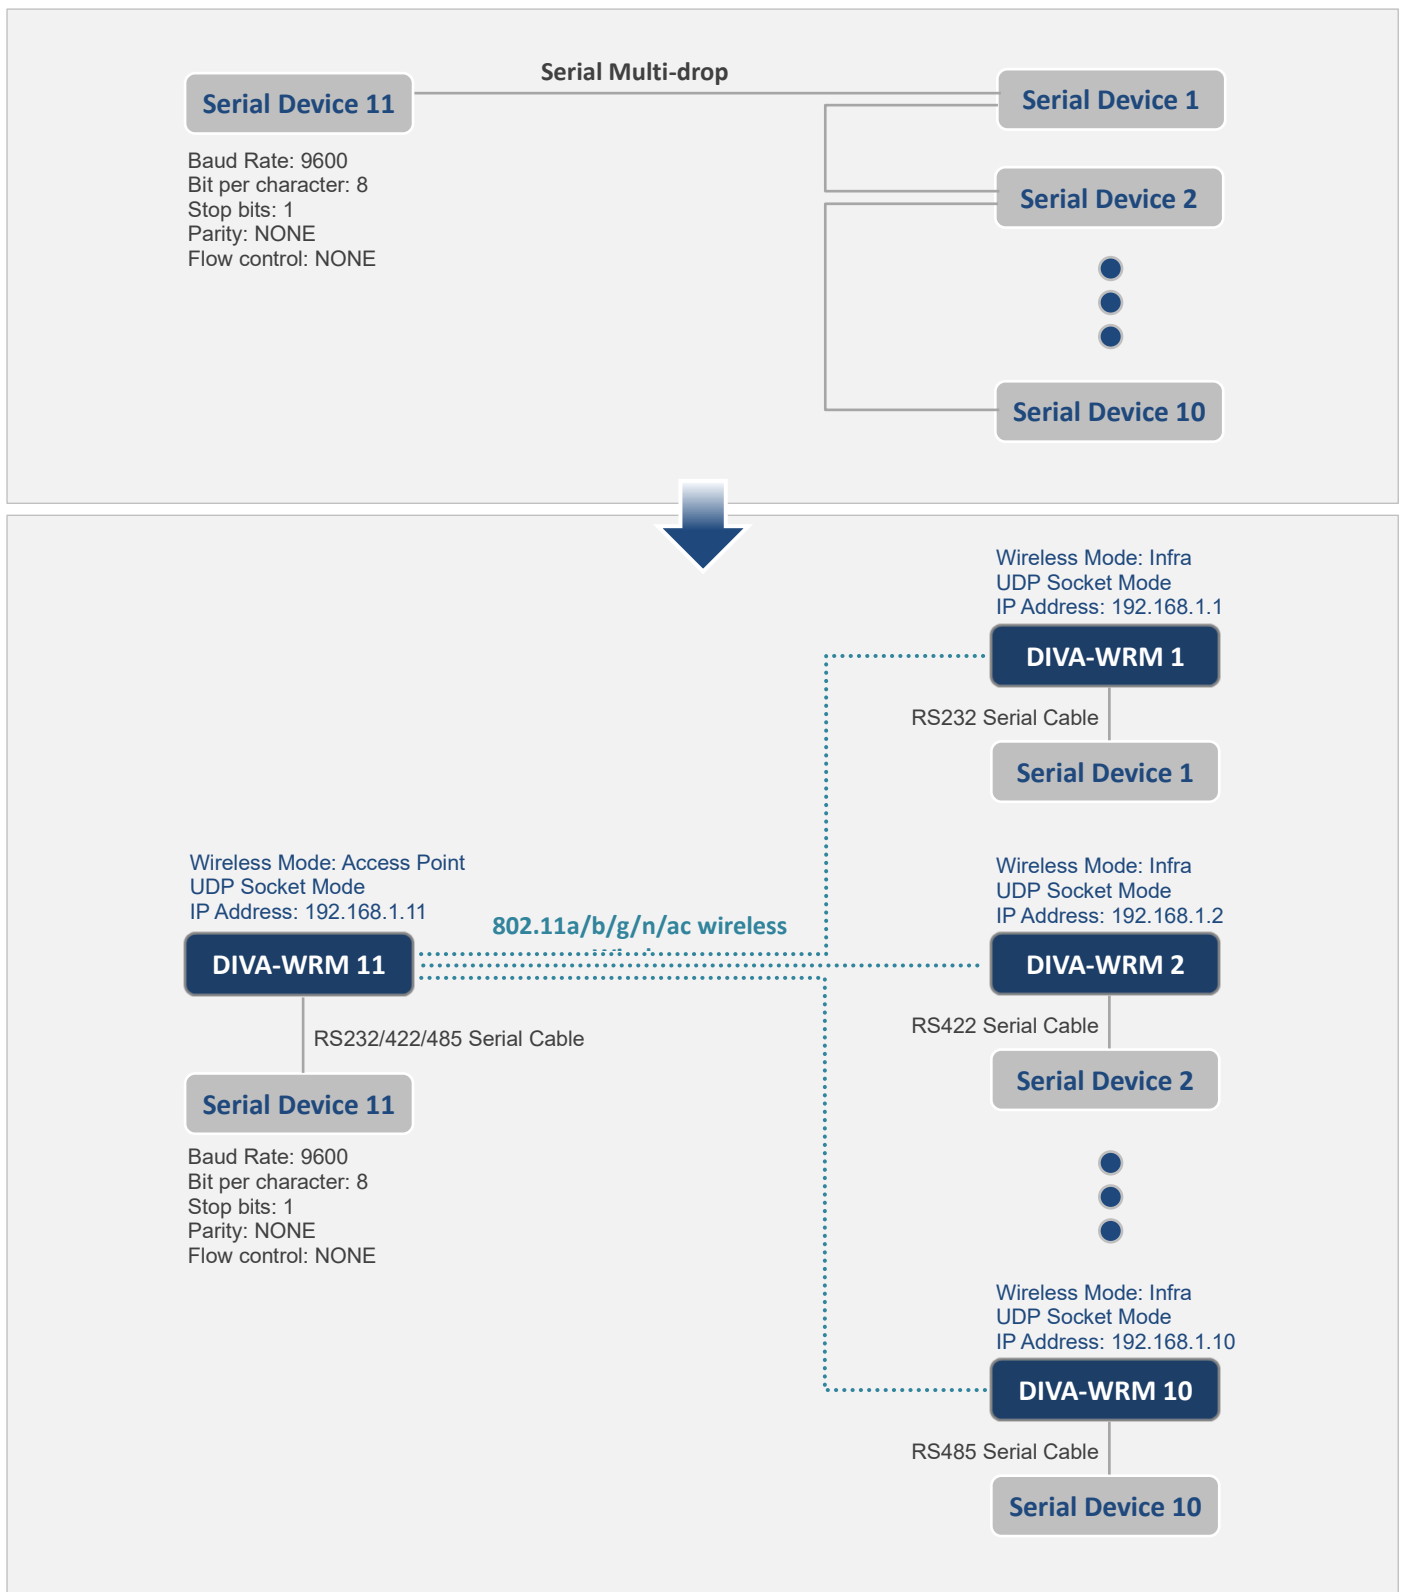 Serial Multi-drop
Serial Device 11
Serial Device 1
Baud Rate: 9600
Bit per character: 8
Stop bits: 1
Parity: NONE
Flow control: NONE
Serial Device 2
Serial Device 10
Wireless Mode: Infra
UDP Socket Mode
IP Address: 192.168.1.1
DIVA-WRM 1
RS232 Serial Cable
Serial Device 1
Wireless Mode: Access Point
UDP Socket Mode
IP Address: 192.168.1.11
802.11a/b/g/n/ac wireless
DIVA-WRM 11
RS232/422/485 Serial Cable
Serial Device 11
Baud Rate: 9600
Bit per character: 8
Stop bits: 1
Parity: NONE
Flow control: NONE
Wireless Mode: Infra
UDP Socket Mode
IP Address: 192.168.1.2
DIVA-WRM 2
RS422 Serial Cable
Serial Device 2
Wireless Mode: Infra
UDP Socket Mode
IP Address: 192.168.1.10
DIVA-WRM 10
RS485 Serial Cable
Serial Device 10